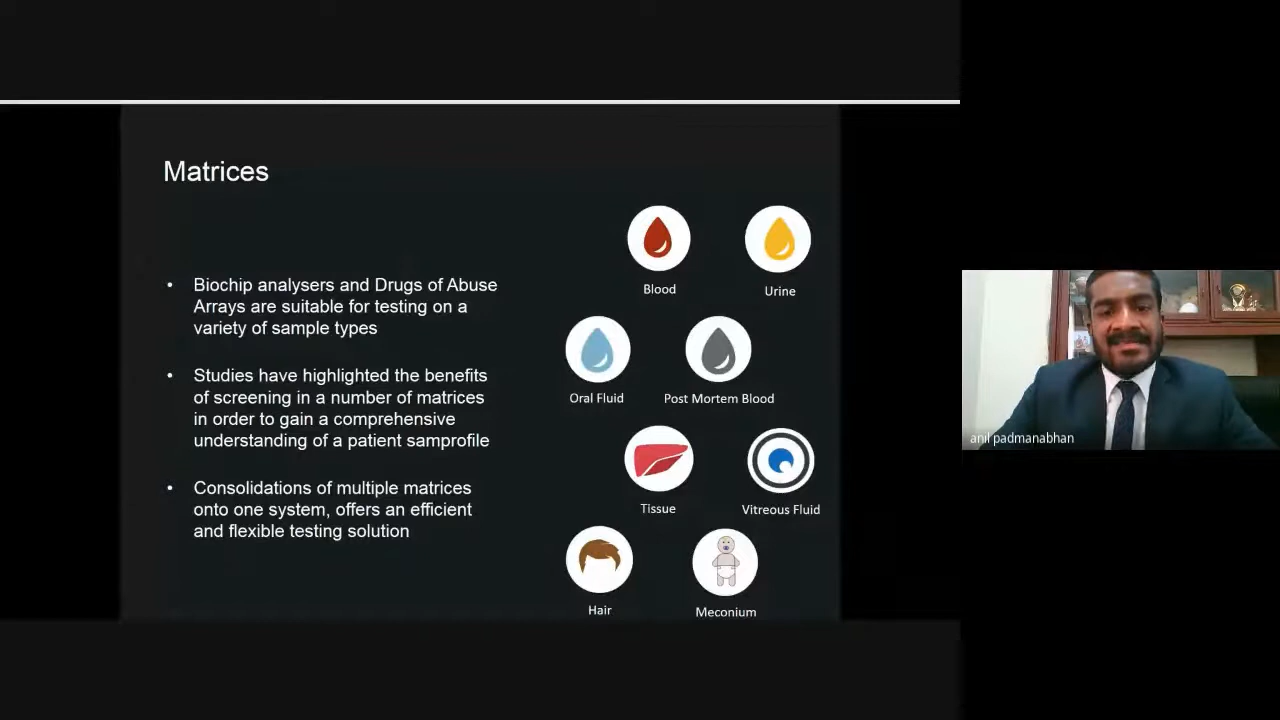 Matrices
• Biochip analysers and Drugs of Abuse
Arrays are suitable for testing on a
variety of sample types
• Studies have highlighted the benefits
of screening in a number of matrices
in order to gain a comprehensive
understanding of a patient samprofile
• Consolidations of multiple matrices
onto one system, offers an efficient
and flexible testing solution
Blood
Urine
Oral Fluid
Post Mortem Blood
Tissue
Vitreous Fluid
Hair
Meconium
anil padmanabhan